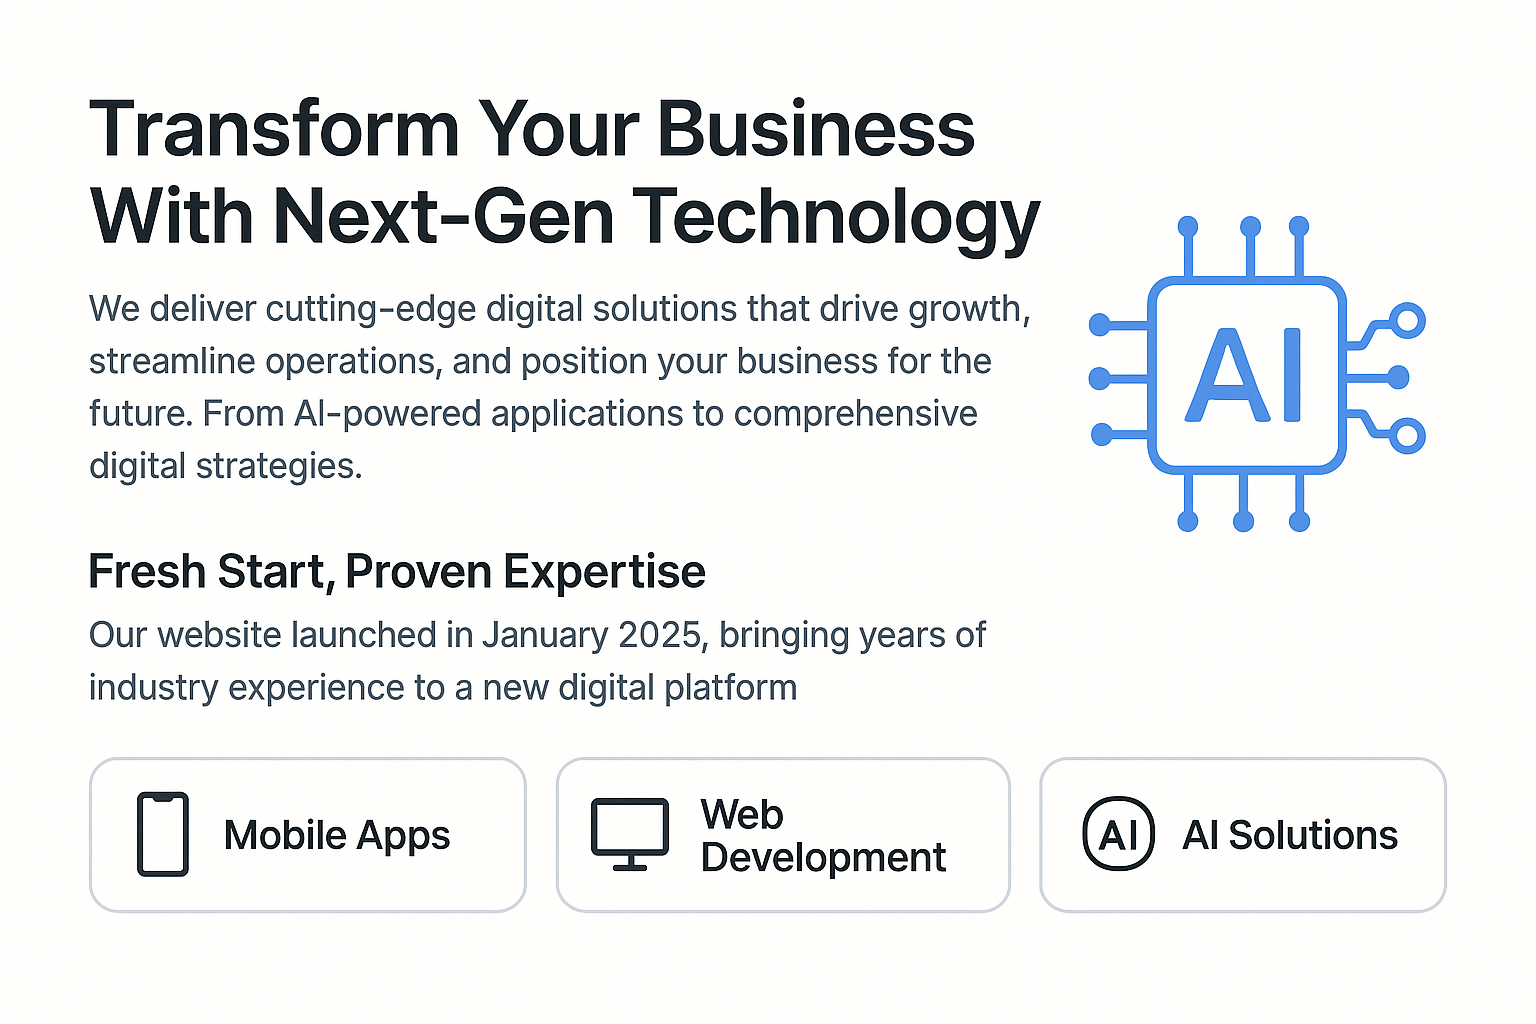 Transform Your Business
With Next-Gen Technology
We deliver cutting-edge digital solutions that drive growth,
streamline operations, and position your business for the
future. From AI-powered applications to comprehensive
digital strategies.
AI
Fresh Start, Proven Expertise
Our website launched in January 2025, bringing years of
industry experience to a new digital platform
Mobile Apps
Web
Development
AI
AI Solutions